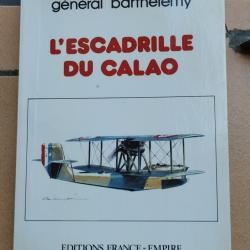 général barthélemy
L'ESCADRILLE
DU CALAO
EDITIONS FRANCE-EMPIRE